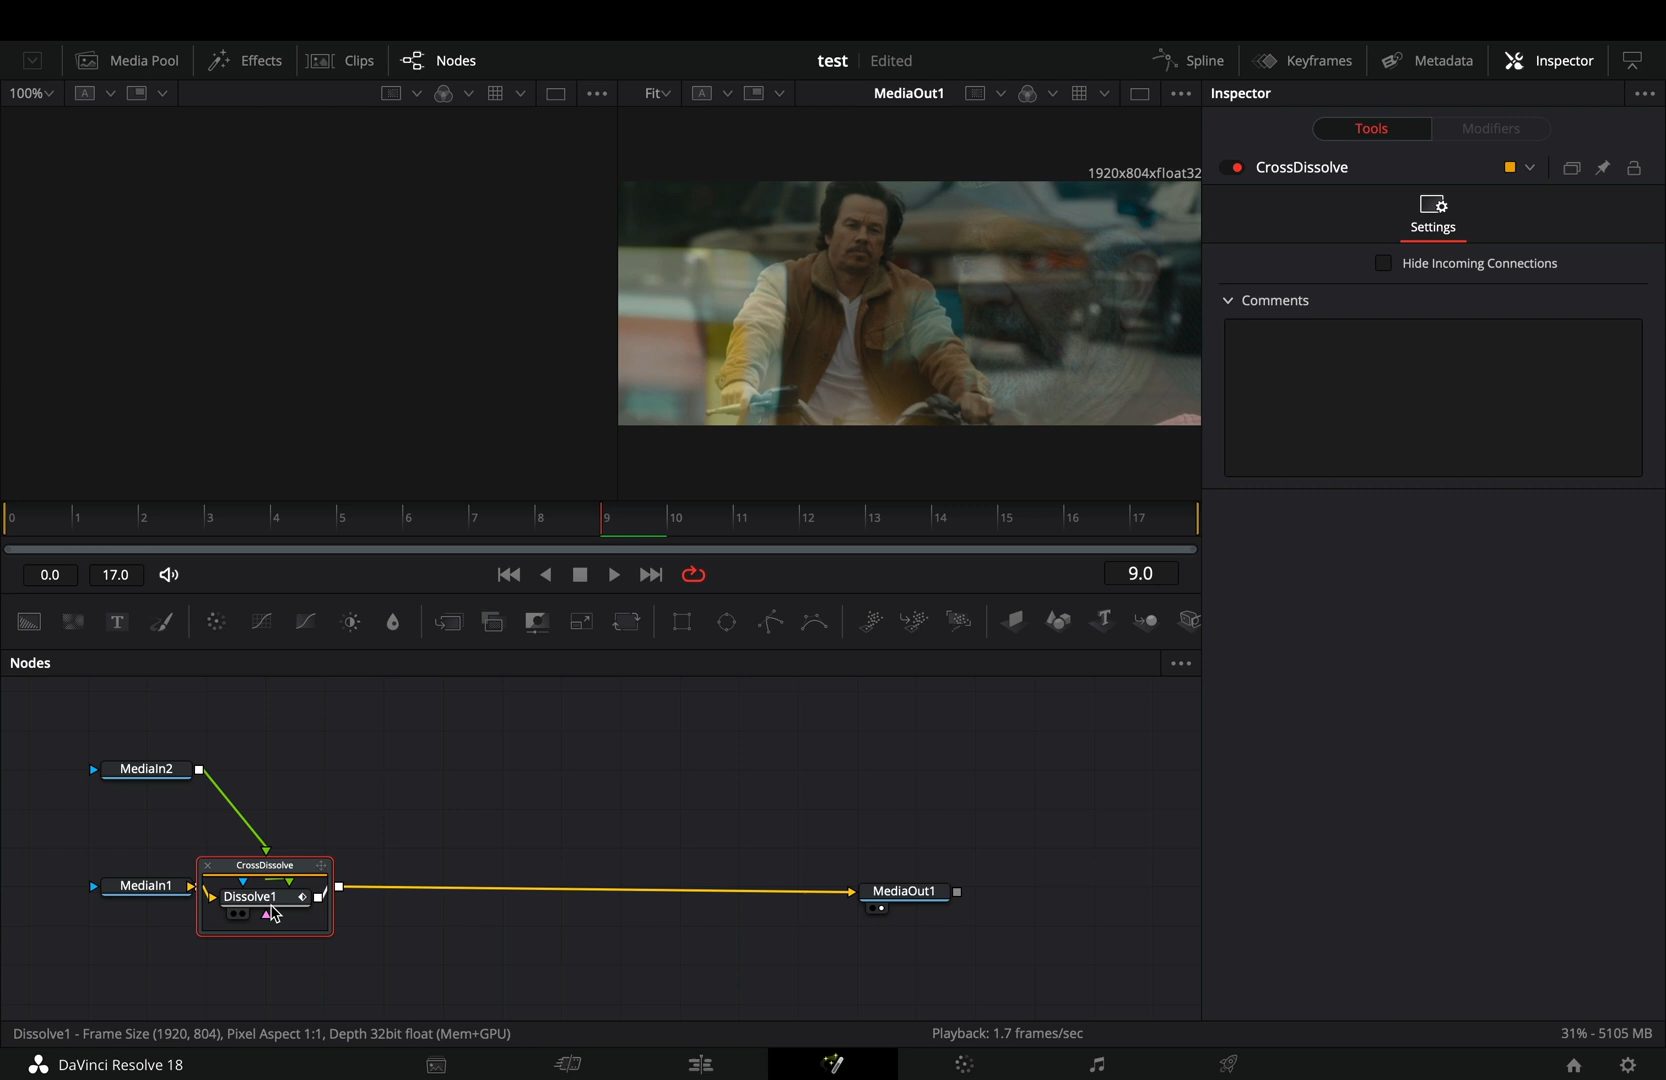 Media Pool Effects Clips Nodes test Edited Spline Keyframes Metadata Inspector
100% A Fit A MediaOut1 Inspector
Tools Modifiers
CrossDissolve
1920x804xfloat32
Settings
Hide Incoming Connections
Comments
0 1 2 3 4 5 6 7 8 9 10 11 12 13 14 15 16 17
0.0 17.0 9.0
T T
Nodes
MediaIn2
CrossDissolve
MediaIn1 Dissolve1 MediaOut1
Dissolve1 - Frame Size (1920, 804), Pixel Aspect 1:1, Depth 32bit float (Mem+GPU) Playback: 1.7 frames/sec 31% - 5105 MB
DaVinci Resolve 18